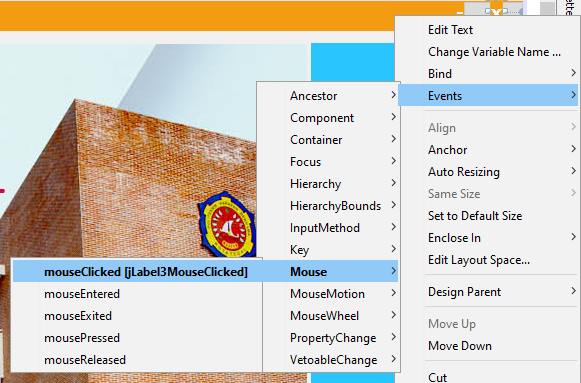 Edit Text
Change Variable Name ...
Bind
Events
Align
Anchor
Auto Resizing
Same Size
Set to Default Size
Enclose In
Edit Layout Space...
Design Parent
Move Up
Move Down
Cut
Ancestor
Component
Container
Focus
Hierarchy
HierarchyBounds
InputMethod
Key
Mouse
MouseMotion
MouseWheel
PropertyChange
VetoableChange
mouseClicked [jLabel3MouseClicked]
mouseEntered
mouseExited
mousePressed
mouseReleased